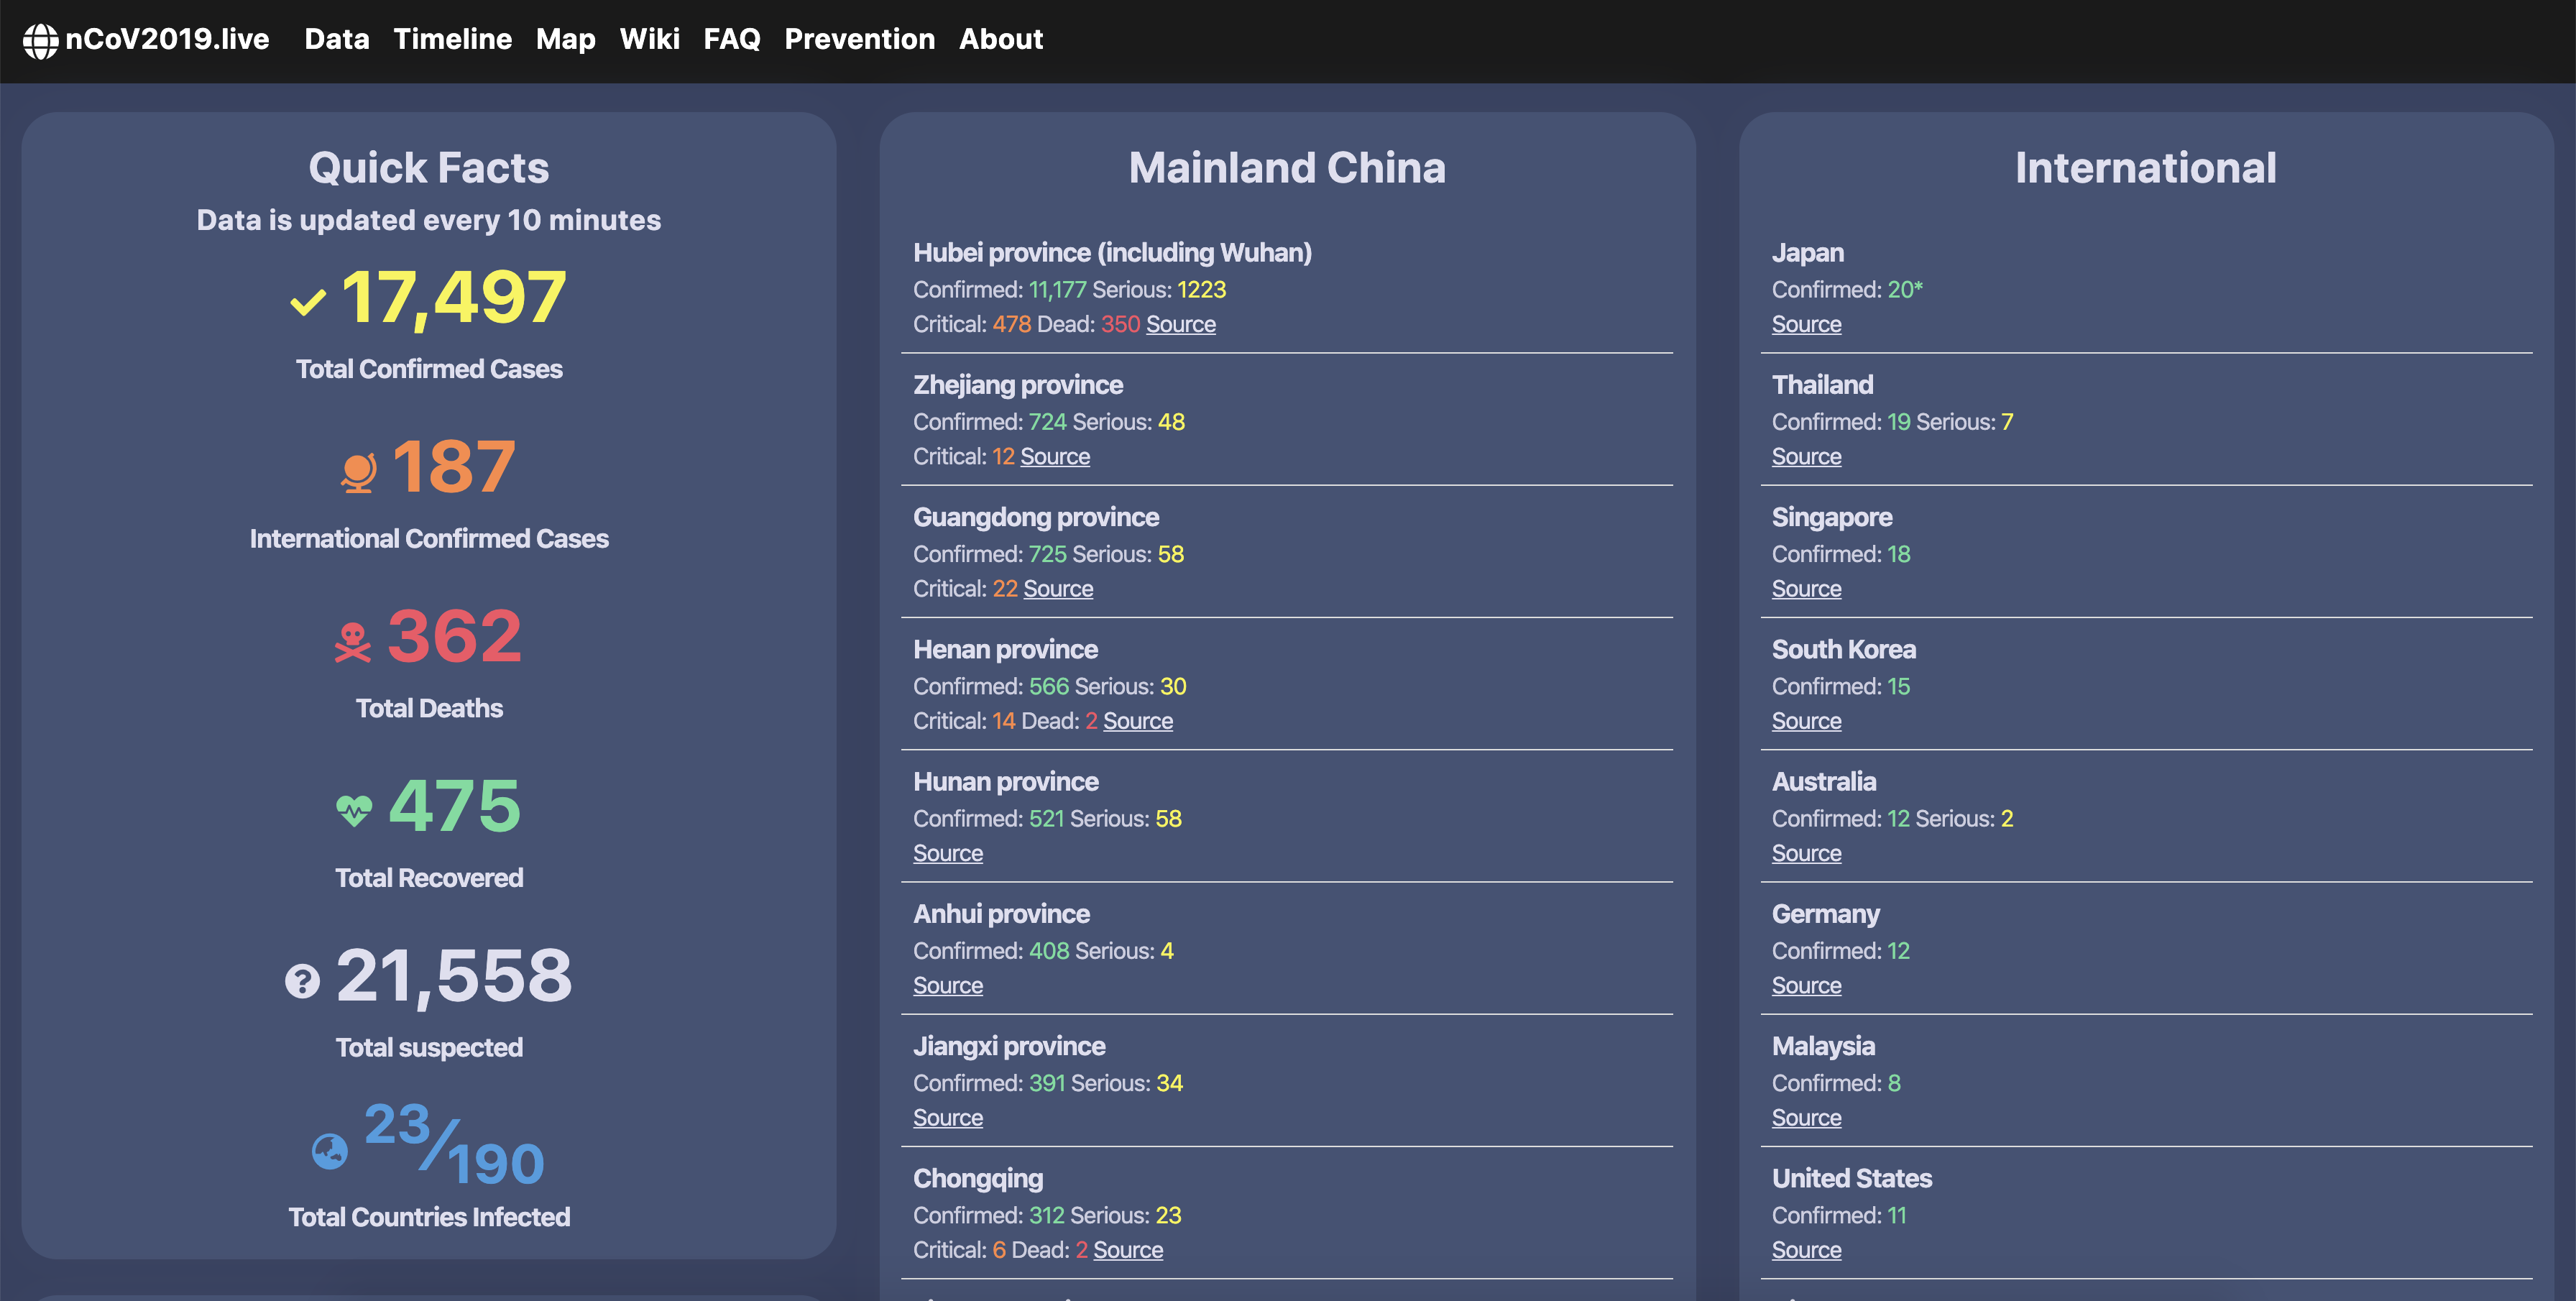 nCoV2019.live Data Timeline Map Wiki FAQ Prevention About
Quick Facts
Data is updated every 10 minutes
17,497
Total Confirmed Cases
187
International Confirmed Cases
362
Total Deaths
475
Total Recovered
21,558
Total suspected
23/190
Total Countries Infected
Mainland China
Hubei province (including Wuhan)
Confirmed: 11,177 Serious: 1223
Critical: 478 Dead: 350 Source
Zhejiang province
Confirmed: 724 Serious: 48
Critical: 12 Source
Guangdong province
Confirmed: 725 Serious: 58
Critical: 22 Source
Henan province
Confirmed: 566 Serious: 30
Critical: 14 Dead: 2 Source
Hunan province
Confirmed: 521 Serious: 58
Source
Anhui province
Confirmed: 408 Serious: 4
Source
Jiangxi province
Confirmed: 391 Serious: 34
Source
Chongqing
Confirmed: 312 Serious: 23
Critical: 6 Dead: 2 Source
International
Japan
Confirmed: 20*
Source
Thailand
Confirmed: 19 Serious: 7
Source
Singapore
Confirmed: 18
Source
South Korea
Confirmed: 15
Source
Australia
Confirmed: 12 Serious: 2
Source
Germany
Confirmed: 12
Source
Malaysia
Confirmed: 8
Source
United States
Confirmed: 11
Source